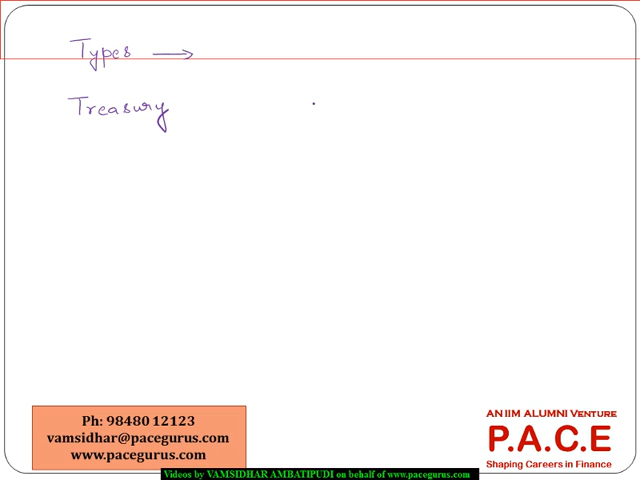 Types →
Treasury
Ph: 98480 12123
vamsidhar@pacegurus.com
www.pacegurus.com
AN IIM ALUMNI VENTURE
P.A.C.E
Shaping Careers in Finance
Videos by VAMSIDHAR AMBATIPUDI on behalf of www.pacegurus.com